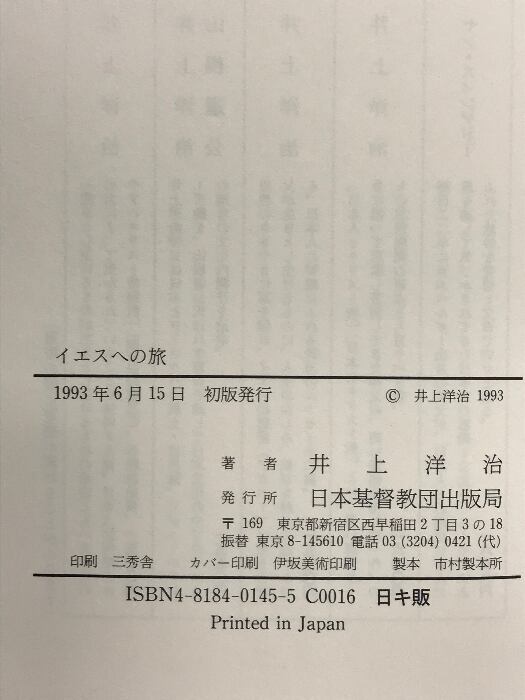 イエスへの旅
1993年6月15日　初版発行　© 井上洋治 1993
著　者　井　上　洋　治
発行所　日本基督教団出版局
〒169　東京都新宿区西早稲田2丁目3の18
振替 東京8-145610 電話03(3204)0421(代)
印刷　三秀舎　カバー印刷　伊坂美術印刷　製本　市村製本所
ISBN4-8184-0145-5 C0016　日キ販
Printed in Japan